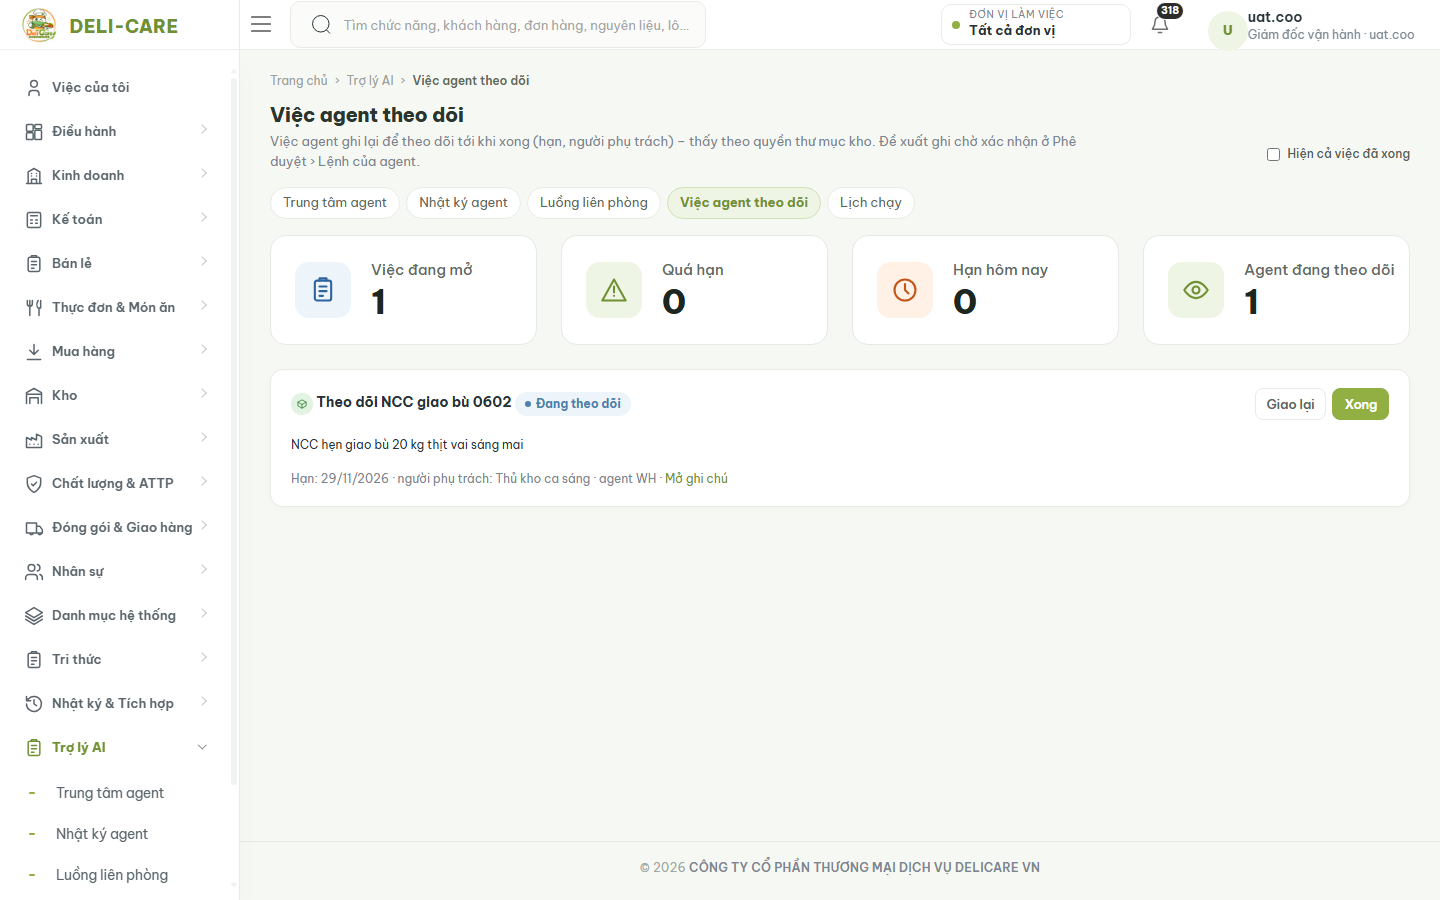 DELI-CARE
Tìm chức năng, khách hàng, đơn hàng, nguyên liệu, lô...
ĐƠN VỊ LÀM VIỆC
Tất cả đơn vị
318
U
uat.coo
Giám đốc vận hành · uat.coo
Việc của tôi
Điều hành
Kinh doanh
Kế toán
Bán lẻ
Thực đơn & Món ăn
Mua hàng
Kho
Sản xuất
Chất lượng & ATTP
Đóng gói & Giao hàng
Nhân sự
Danh mục hệ thống
Tri thức
Nhật ký & Tích hợp
Trợ lý AI
Trung tâm agent
Nhật ký agent
Luồng liên phòng
Trang chủ › Trợ lý AI › Việc agent theo dõi
Việc agent theo dõi
Việc agent ghi lại để theo dõi tới khi xong (hạn, người phụ trách) – thấy theo quyền thư mục kho. Đề xuất ghi chờ xác nhận ở Phê
duyệt › Lệnh của agent.
Hiện cả việc đã xong
Trung tâm agent
Nhật ký agent
Luồng liên phòng
Việc agent theo dõi
Lịch chạy
Việc đang mở
1
Quá hạn
0
Hạn hôm nay
0
Agent đang theo dõi
1
Theo dõi NCC giao bù 0602
Đang theo dõi
Giao lại
Xong
NCC hẹn giao bù 20 kg thịt vai sáng mai
Hạn: 29/11/2026 · người phụ trách: Thủ kho ca sáng · agent WH · Mở ghi chú
© 2026 CÔNG TY CỔ PHẦN THƯƠNG MẠI DỊCH VỤ DELICARE VN